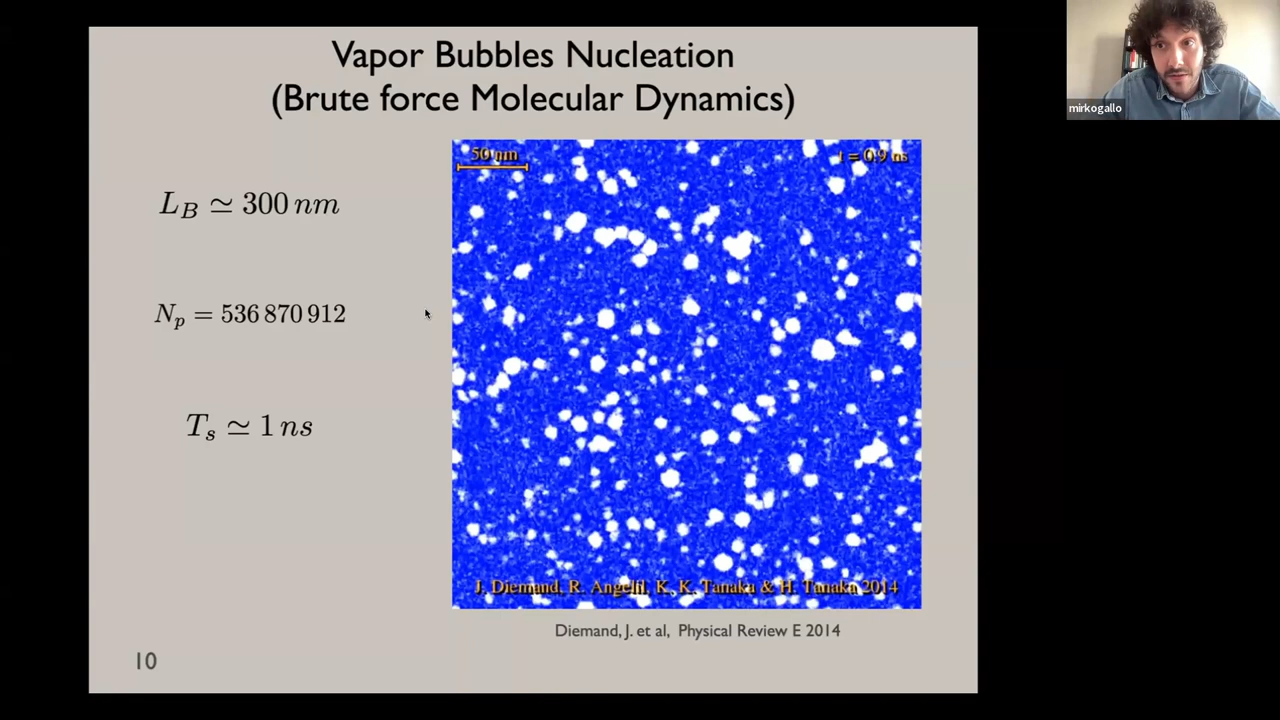 Vapor Bubbles Nucleation
(Brute force Molecular Dynamics)
mirkogallo
50 nm
t = 0.9 ns
L_B ≃ 300 nm
N_p = 536 870 912
T_s ≃ 1 ns
J. Diemand, R. Angélil, K. K. Tanaka & H. Tanaka 2014
Diemand, J. et al, Physical Review E 2014
10